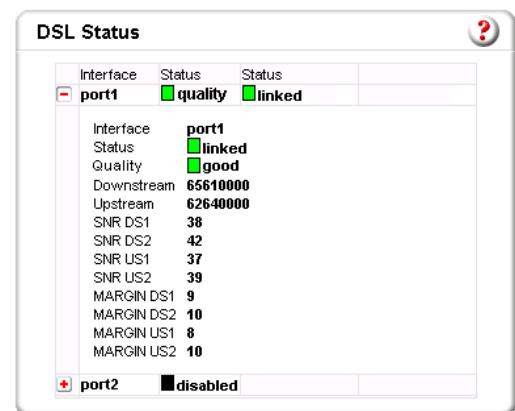 DSL Status
?
Interface Status Status
- port1 quality linked
Interface port1
Status linked
Quality good
Downstream 65610000
Upstream 62640000
SNR DS1 38
SNR DS2 42
SNR US1 37
SNR US2 39
MARGIN DS1 9
MARGIN DS2 10
MARGIN US1 8
MARGIN US2 10
+ port2 disabled